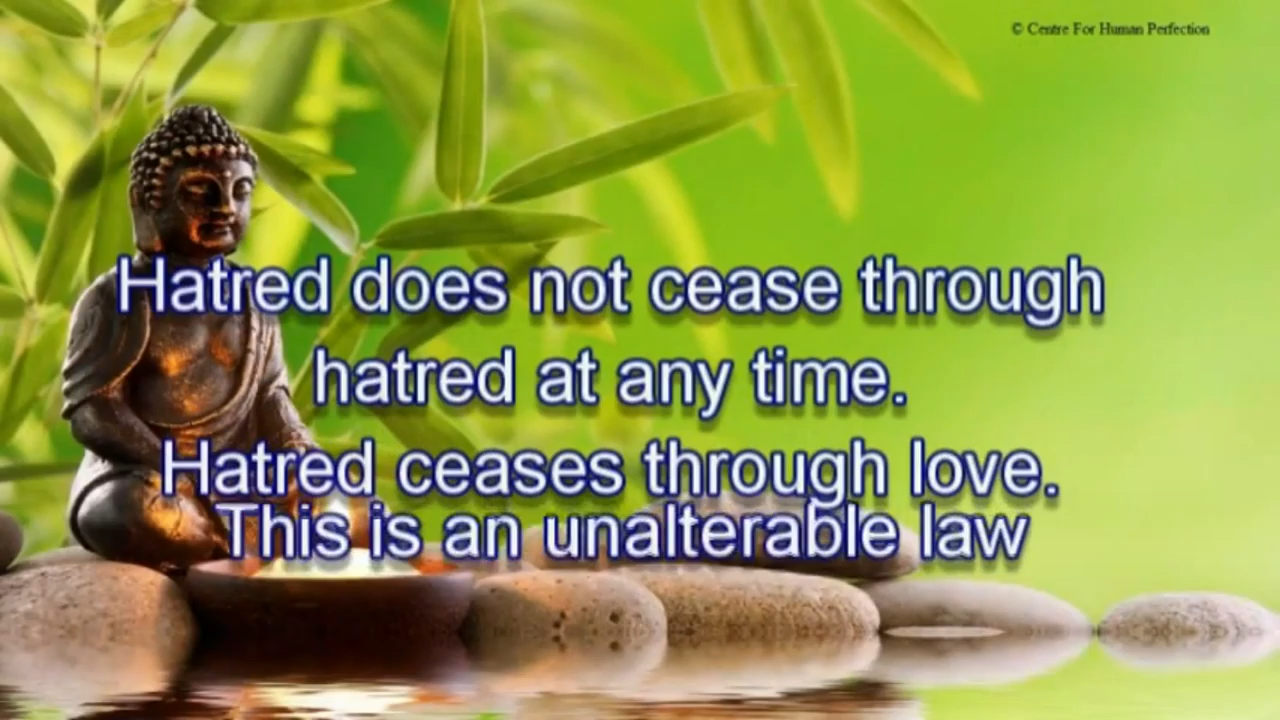 © Centre For Human Perfection
Hatred does not cease through
hatred at any time.
Hatred ceases through love.
This is an unalterable law